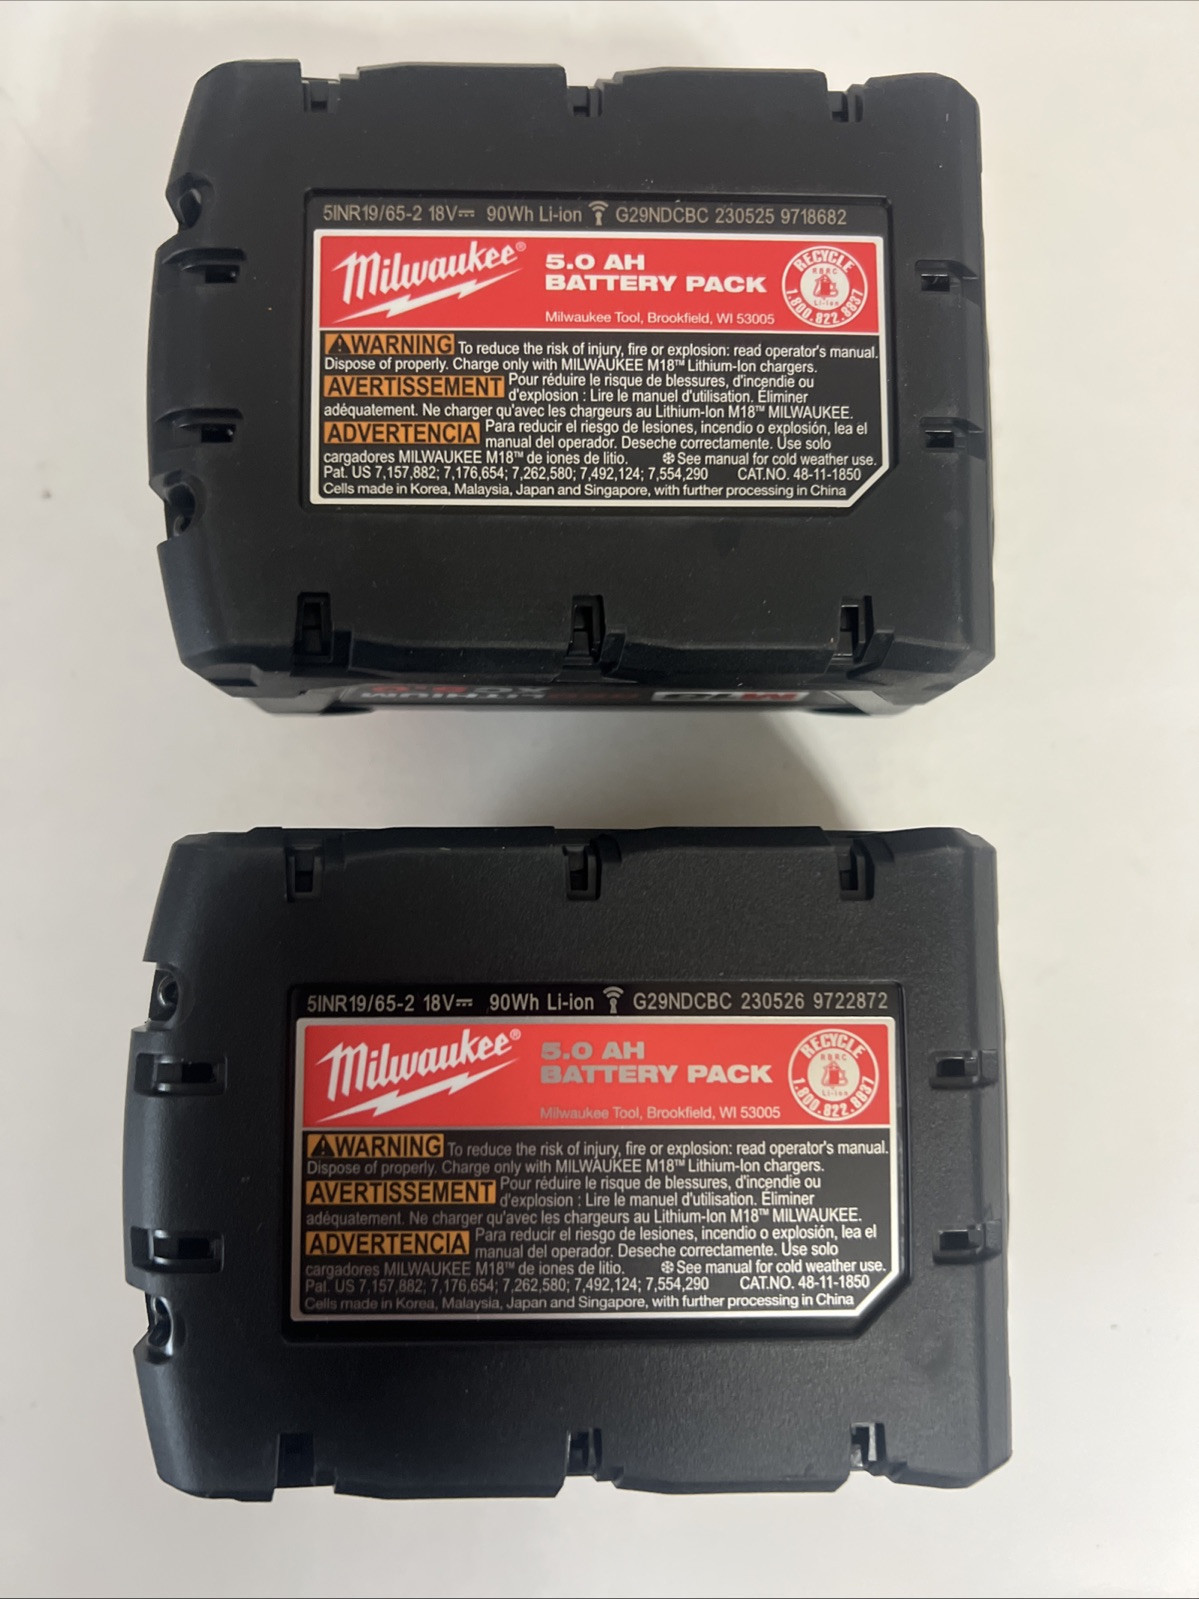 5INR19/65-2 18V⎓ 90Wh Li-ion G29NDCBC 230525 9718682
Milwaukee®
5.0 AH
BATTERY PACK
Milwaukee Tool, Brookfield, WI 53005
RECYCLE
RBRC
Li-Ion
1.800.822.8837
⚠WARNING To reduce the risk of injury, fire or explosion: read operator's manual.
Dispose of properly. Charge only with MILWAUKEE M18™ Lithium-Ion chargers.
AVERTISSEMENT Pour réduire le risque de blessures, d'incendie ou
d'explosion : Lire le manuel d'utilisation. Éliminer
adéquatement. Ne charger qu'avec les chargeurs au Lithium-Ion M18™ MILWAUKEE.
ADVERTENCIA Para reducir el riesgo de lesiones, incendio o explosión, lea el
manual del operador. Deseche correctamente. Use solo
cargadores MILWAUKEE M18™ de iones de litio. ❄See manual for cold weather use.
Pat. US 7,157,882; 7,176,654; 7,262,580; 7,492,124; 7,554,290 CAT.NO. 48-11-1850
Cells made in Korea, Malaysia, Japan and Singapore, with further processing in China
M18
LITHIUM
XC 5.0
5INR19/65-2 18V⎓ 90Wh Li-ion G29NDCBC 230526 9722872
Milwaukee®
5.0 AH
BATTERY PACK
Milwaukee Tool, Brookfield, WI 53005
RECYCLE
RBRC
Li-Ion
1.800.822.8837
⚠WARNING To reduce the risk of injury, fire or explosion: read operator's manual.
Dispose of properly. Charge only with MILWAUKEE M18™ Lithium-Ion chargers.
AVERTISSEMENT Pour réduire le risque de blessures, d'incendie ou
d'explosion : Lire le manuel d'utilisation. Éliminer
adéquatement. Ne charger qu'avec les chargeurs au Lithium-Ion M18™ MILWAUKEE.
ADVERTENCIA Para reducir el riesgo de lesiones, incendio o explosión, lea el
manual del operador. Deseche correctamente. Use solo
cargadores MILWAUKEE M18™ de iones de litio. ❄See manual for cold weather use.
Pat. US 7,157,882; 7,176,654; 7,262,580; 7,492,124; 7,554,290 CAT.NO. 48-11-1850
Cells made in Korea, Malaysia, Japan and Singapore, with further processing in China